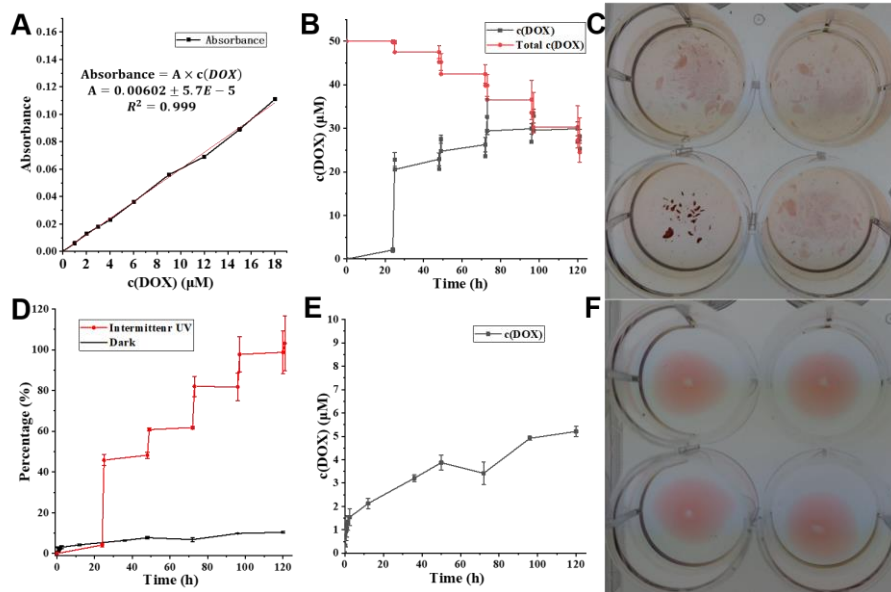 A
0.16
0.14
0.12
0.10
0.08
0.06
0.04
0.02
0.00
Absorbance
Absorbance
Absorbance = A × c(DOX)
A = 0.00602 ± 5.7E − 5
R² = 0.999
0 2 4 6 8 10 12 14 16 18
c(DOX) (μM)
B
60
50
40
30
20
10
0
c(DOX) (μM)
c(DOX)
Total c(DOX)
0 20 40 60 80 100 120
Time (h)
C
D
120
100
80
60
40
20
0
Percentage (%)
Intermittenr UV
Dark
0 20 40 60 80 100 120
Time (h)
E
10
9
8
7
6
5
4
3
2
1
0
c(DOX) (μM)
c(DOX)
0 20 40 60 80 100 120
Time (h)
F